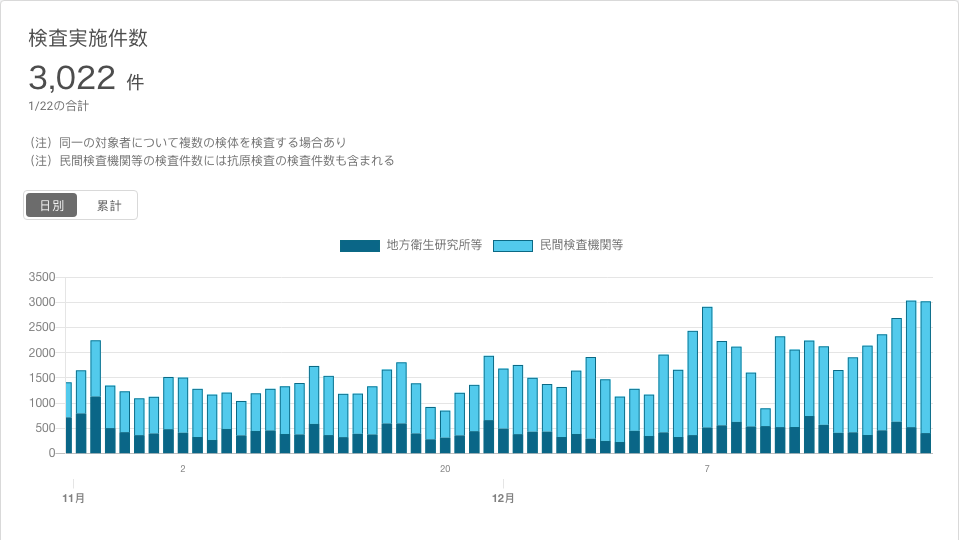 検査実施件数
3,022 件
1/22の合計
（注）同一の対象者について複数の検体を検査する場合あり
（注）民間検査機関等の検査件数には抗原検査の検査件数も含まれる
日別 累計
地方衛生研究所等 民間検査機関等
3500
3000
2500
2000
1500
1000
500
0
2 20 7
11月 12月